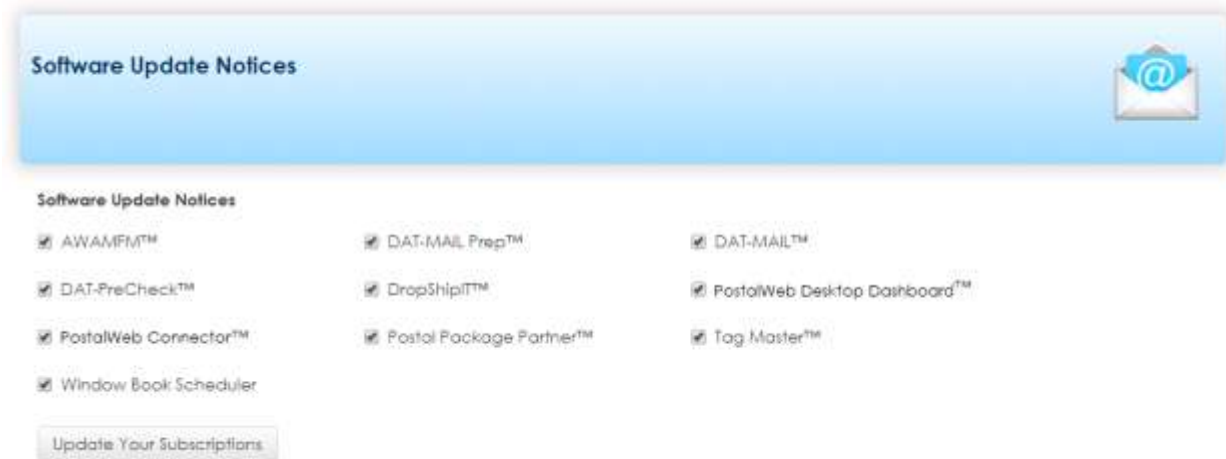 Software Update Notices
@
Software Update Notices
AWAMFM™ DAT-MAIL Prep™ DAT-MAIL™
DAT-PreCheck™ DropShipIT™ PostalWeb Desktop Dashboard™
PostalWeb Connector™ Postal Package Partner™ Tag Master™
Window Book Scheduler
Update Your Subscriptions